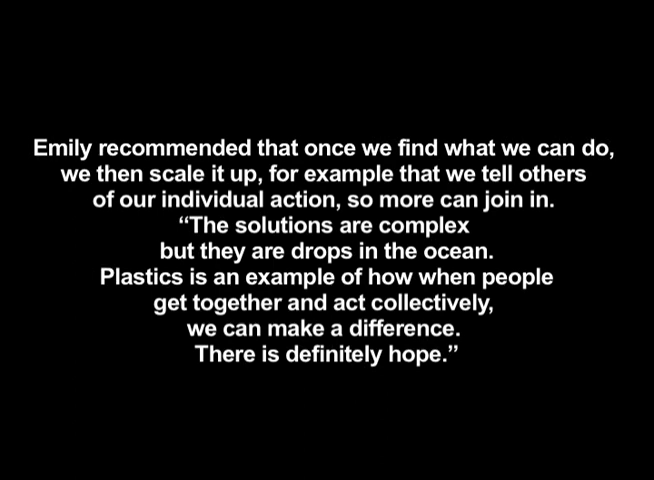 Emily recommended that once we find what we can do,
we then scale it up, for example that we tell others
of our individual action, so more can join in.
“The solutions are complex
but they are drops in the ocean.
Plastics is an example of how when people
get together and act collectively,
we can make a difference.
There is definitely hope.”